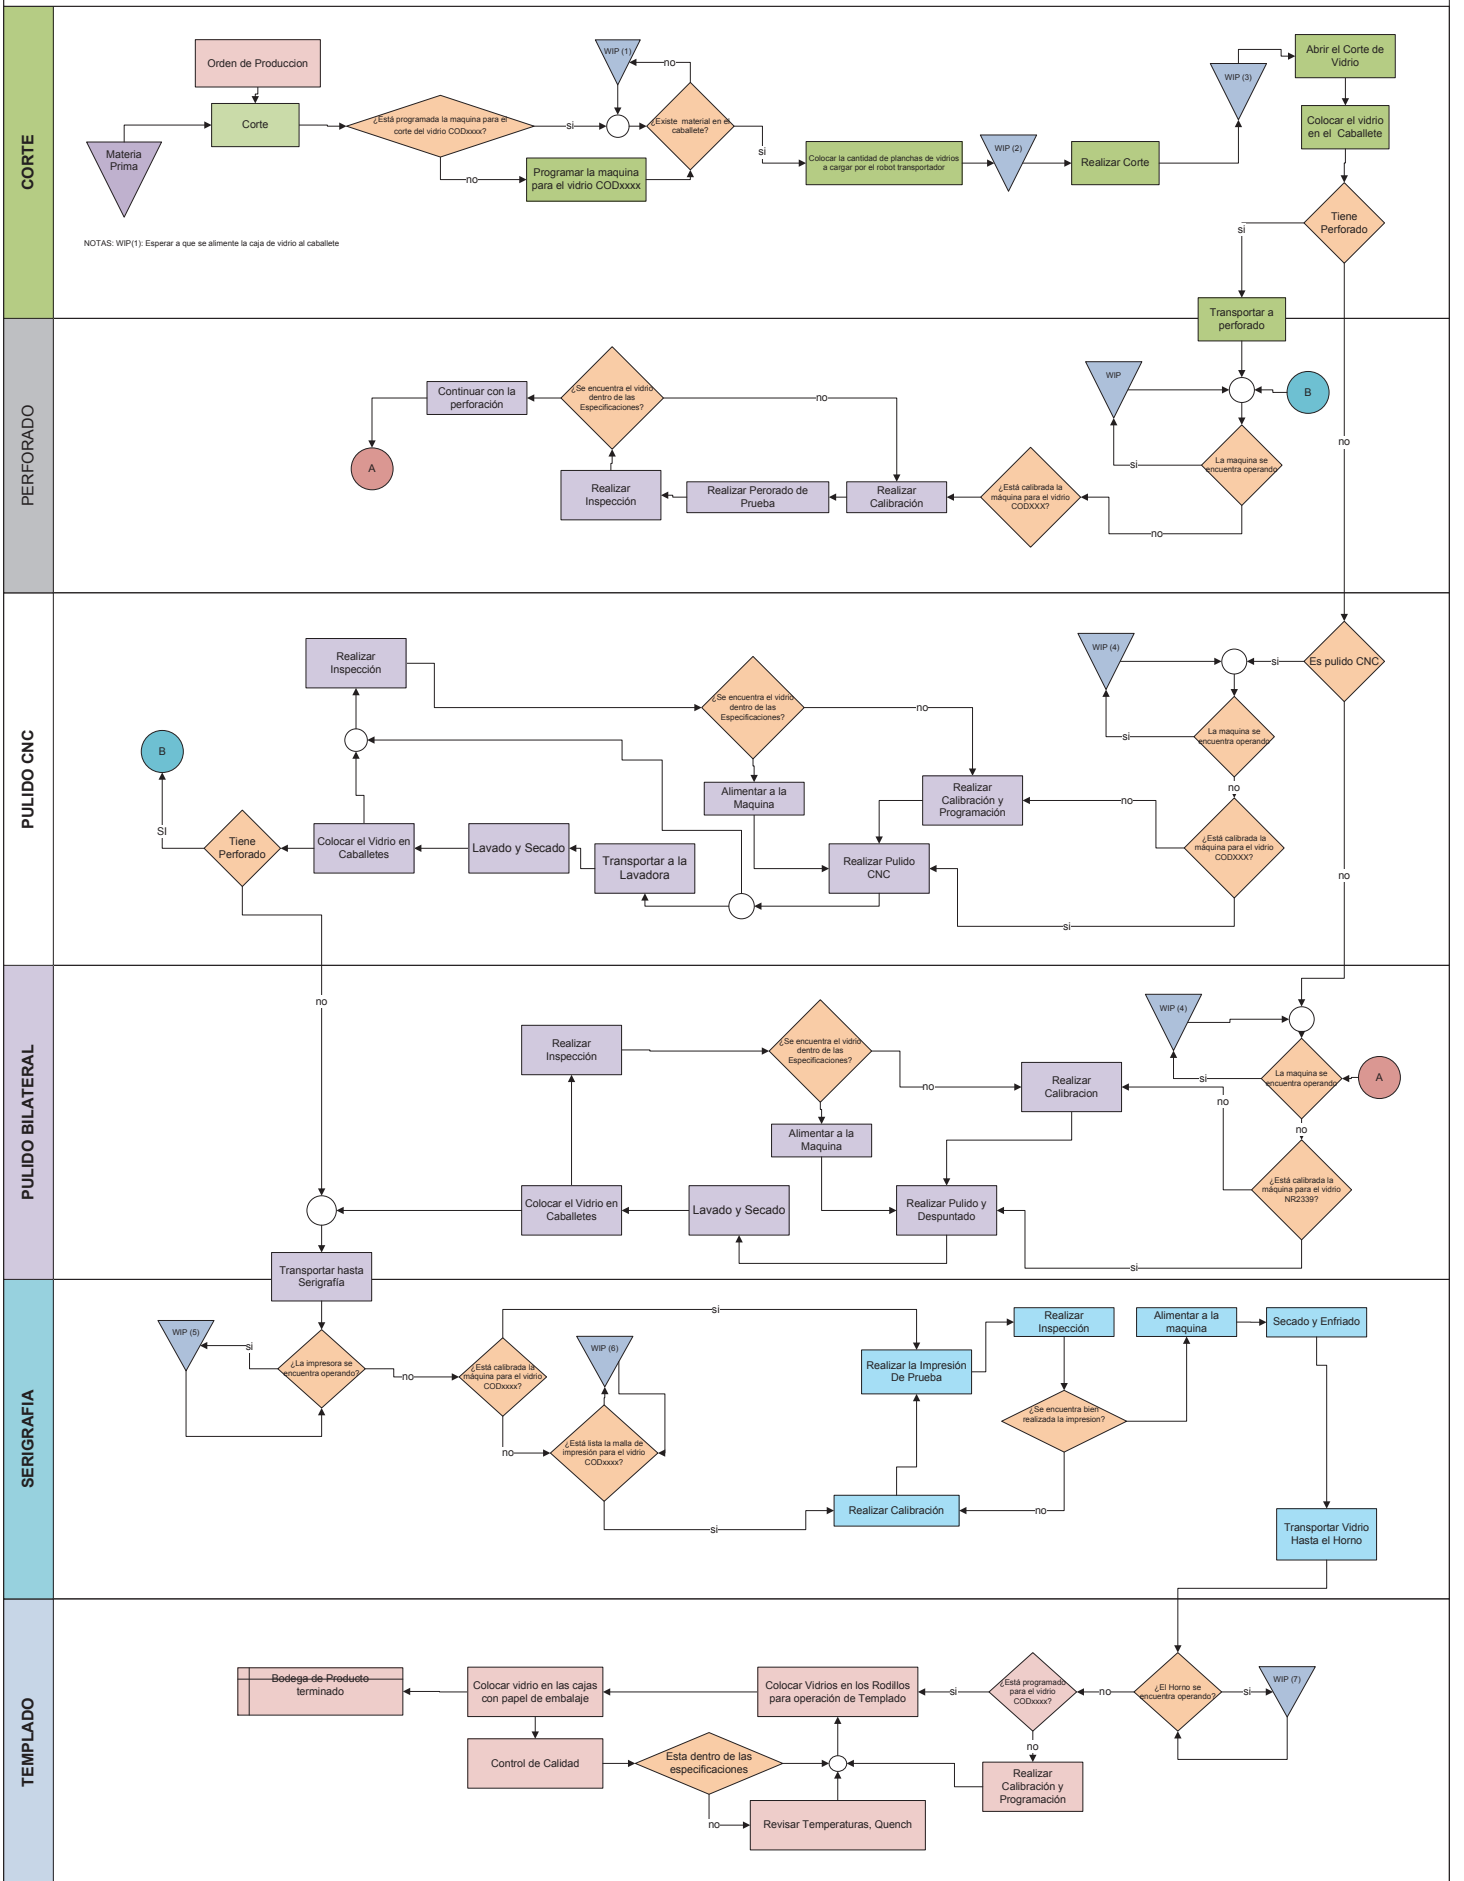 CORTE
Orden de Produccion
Corte
Materia
Prima
¿Está programada la maquina para el
corte del vidrio CODxxxx?
si
no
Programar la maquina
para el vidrio CODxxxx
WIP (1)
no
¿Existe material en el
caballete?
si
Colocar la cantidad de planchas de vidrios
a cargar por el robot transportador
WIP (2)
Realizar Corte
WIP (3)
Abrir el Corte de
Vidrio
Colocar el vidrio
en el Caballete
Tiene
Perforado
si
no
NOTAS: WIP(1): Esperar a que se alimente la caja de vidrio al caballete
Transportar a
perforado
PERFORADO
WIP
B
La maquina se
encuentra operando
si
no
¿Está calibrada la
máquina para el vidrio
CODXXX?
Realizar
Calibración
Realizar Perorado de
Prueba
Realizar
Inspección
¿Se encuentra el vidrio
dentro de las
Especificaciones?
no
Continuar con la
perforación
A
PULIDO CNC
Es pulido CNC
si
no
WIP (4)
La maquina se
encuentra operando
si
no
¿Está calibrada la
máquina para el vidrio
CODXXX?
no
si
Realizar
Calibración y
Programación
Realizar Pulido
CNC
¿Se encuentra el vidrio
dentro de las
Especificaciones?
no
Alimentar a la
Maquina
Realizar
Inspección
Transportar a la
Lavadora
Lavado y Secado
Colocar el Vidrio en
Caballetes
Tiene
Perforado
SI
B
no
PULIDO BILATERAL
WIP (4)
La maquina se
encuentra operando
A
si
no
¿Está calibrada la
máquina para el vidrio
NR2339?
no
si
Realizar
Calibracion
¿Se encuentra el vidrio
dentro de las
Especificaciones?
no
Alimentar a la
Maquina
Realizar
Inspección
Realizar Pulido y
Despuntado
Lavado y Secado
Colocar el Vidrio en
Caballetes
Transportar hasta
Serigrafía
SERIGRAFIA
WIP (5)
si
¿La impresora se
encuentra operando?
no
¿Está calibrada la
máquina para el vidrio
CODxxxx?
si
no
WIP (6)
¿Está lista la malla de
impresión para el vidrio
CODxxxx?
si
Realizar la Impresión
De Prueba
Realizar Calibración
Realizar
Inspección
¿Se encuentra bien
realizada la impresion?
no
Alimentar a la
maquina
Secado y Enfriado
Transportar Vidrio
Hasta el Horno
TEMPLADO
¿El Horno se
encuentra operando?
si
WIP (7)
no
¿Está programado
para el vidrio
CODxxxx?
si
no
Realizar
Calibración y
Programación
Colocar Vidrios en los Rodillos
para operación de Templado
Colocar vidrio en las cajas
con papel de embalaje
Bodega de Producto
terminado
Control de Calidad
Esta dentro de las
especificaciones
no
Revisar Temperaturas, Quench